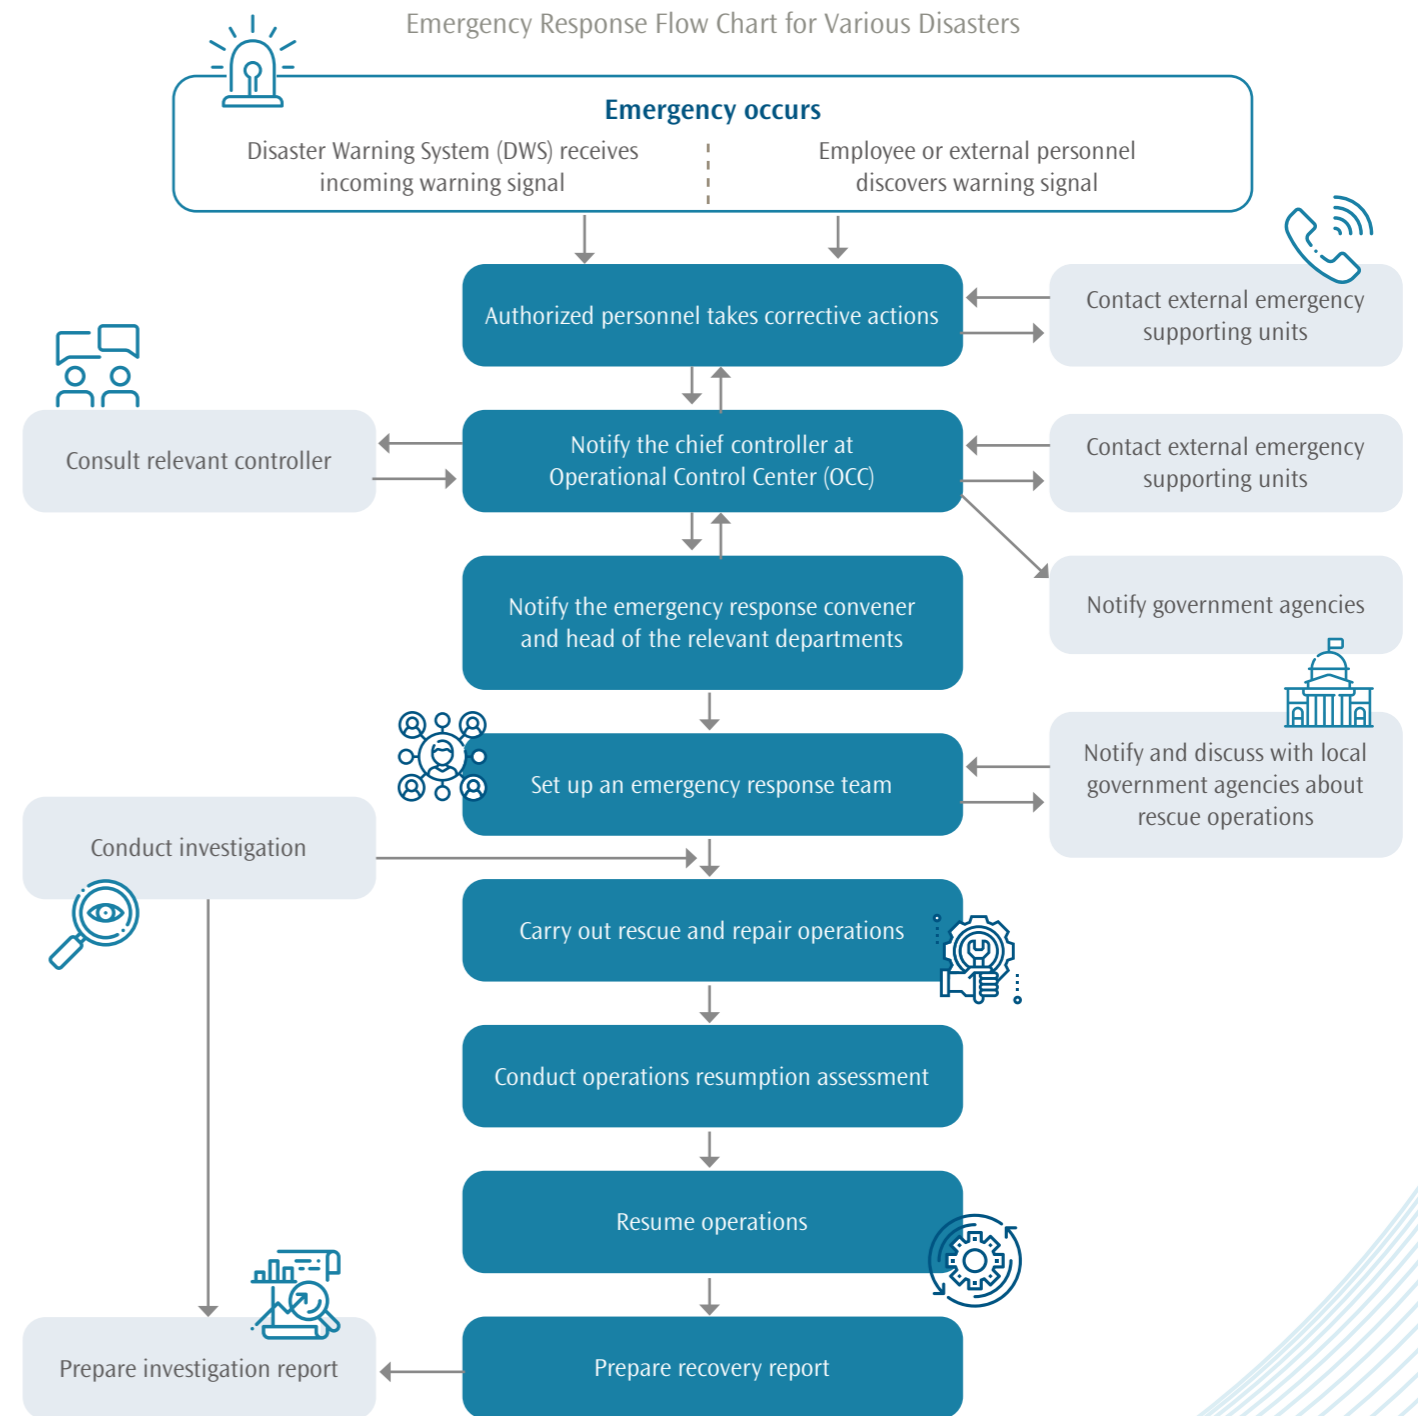 Emergency Response Flow Chart for Various Disasters
Emergency occurs
Disaster Warning System (DWS) receives
incoming warning signal
Employee or external personnel
discovers warning signal
Authorized personnel takes corrective actions
Contact external emergency
supporting units
Consult relevant controller
Notify the chief controller at
Operational Control Center (OCC)
Contact external emergency
supporting units
Notify the emergency response convener
and head of the relevant departments
Notify government agencies
Set up an emergency response team
Notify and discuss with local
government agencies about
rescue operations
Conduct investigation
Carry out rescue and repair operations
Conduct operations resumption assessment
Resume operations
Prepare investigation report
Prepare recovery report